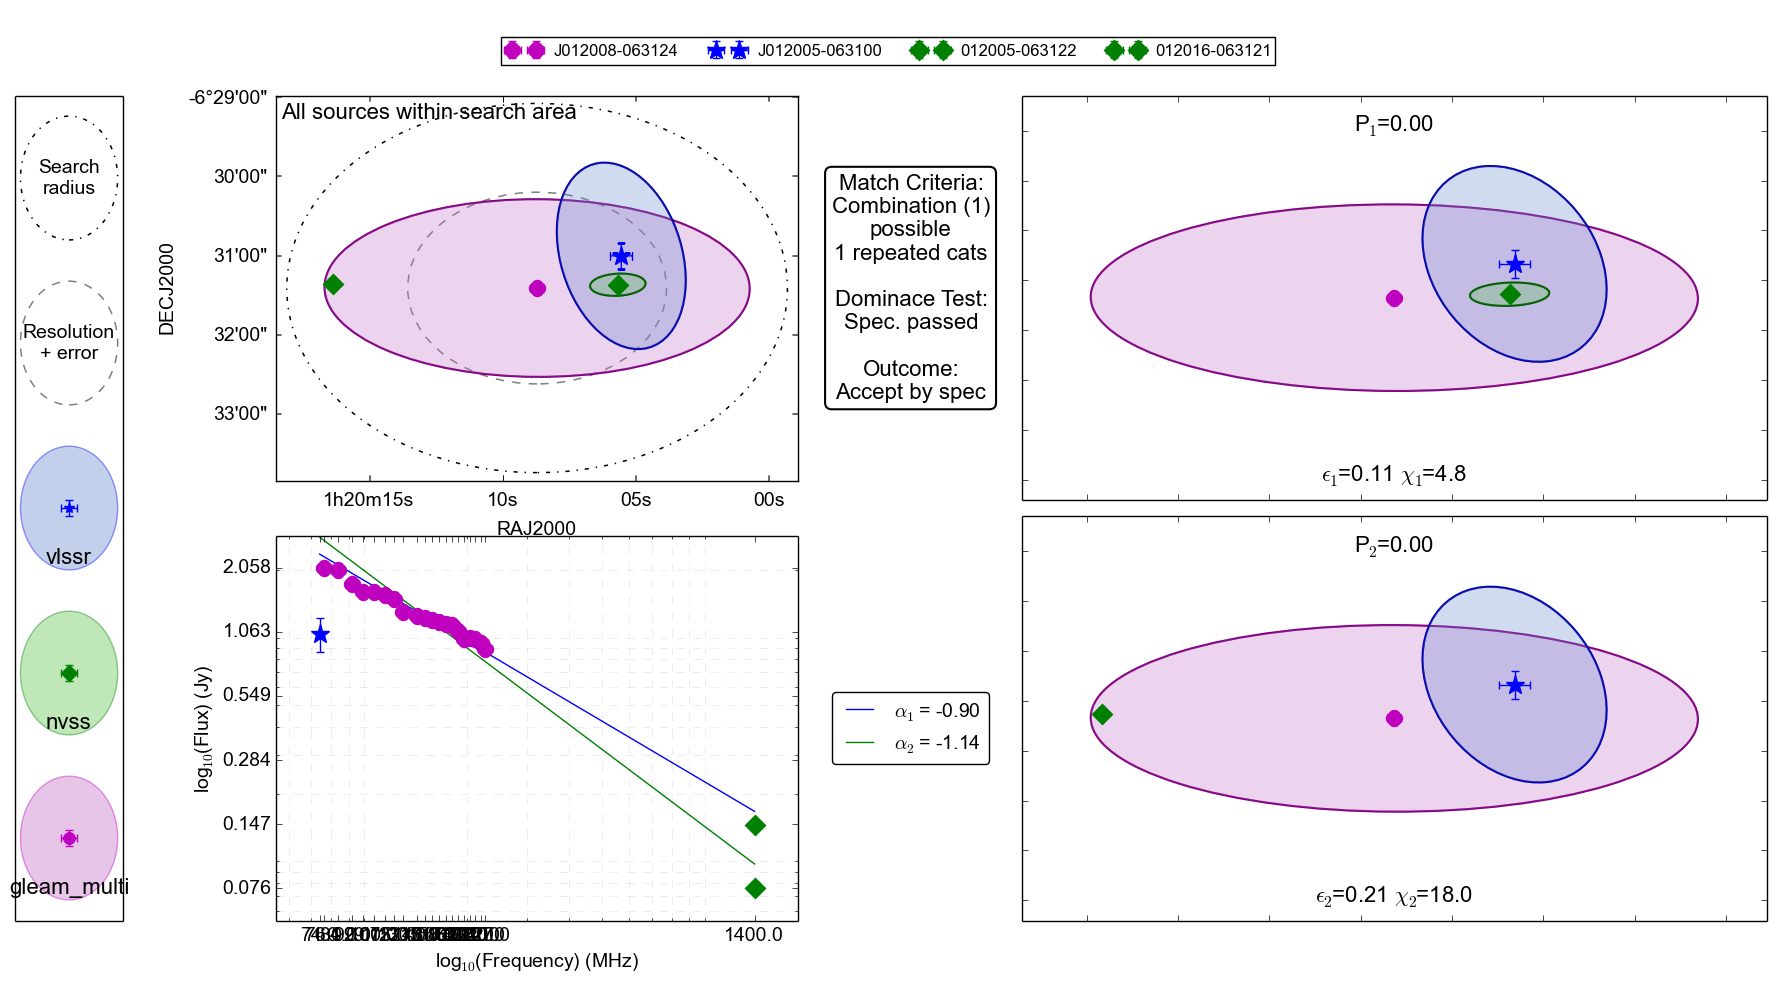 J012008-063124 J012005-063100 012005-063122 012016-063121
Search
radius
Resolution
+ error
vlssr
nvss
gleam_multi
All sources within search area
-6°29'00"
30'00"
31'00"
32'00"
33'00"
DECJ2000
1h20m15s 10s 05s 00s
RAJ2000
Match Criteria:
Combination (1)
possible
1 repeated cats
Dominace Test:
Spec. passed
Outcome:
Accept by spec
P1=0.00
ϵ1=0.11 χ1=4.8
2.058
1.063
0.549
0.284
0.147
0.076
log10(Flux) (Jy)
1400.0
log10(Frequency) (MHz)
α1 = -0.90
α2 = -1.14
P2=0.00
ϵ2=0.21 χ2=18.0